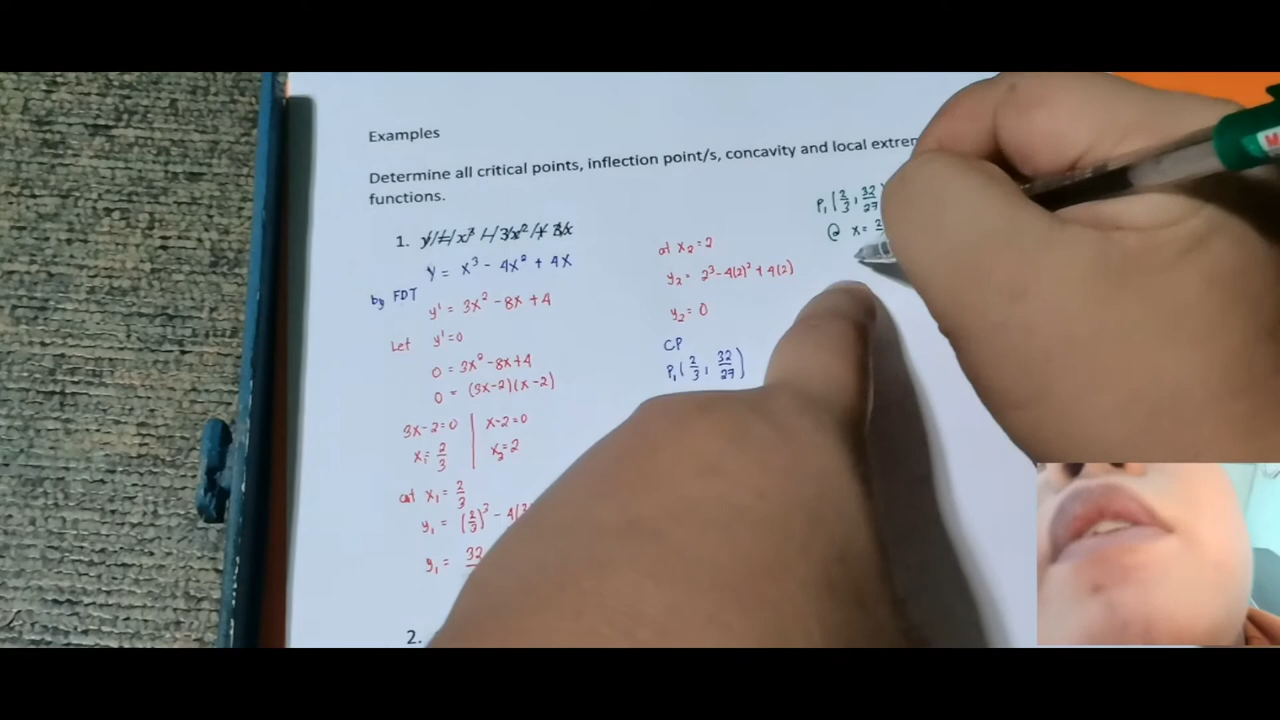 Examples
Determine all critical points, inflection point/s, concavity and local
functions.
1.
y = x³ - 4x² + 4x
by FDT
y' = 3x² - 8x + 4
Let y' = 0
0 = 3x² - 8x + 4
0 = (3x-2)(x-2)
3x-2=0 | x-2=0
x₁ = 2/3 | x₂ = 2
at x₁ = 2/3
y₁ = (2/3)³ - 4(
y₁ = 32
2.
at x₂ = 2
y₂ = 2³ - 4(2)² + 4(2)
y₂ = 0
CP
P₁(2/3, 32/27)
P₁(2/3, 32/27
@ x =